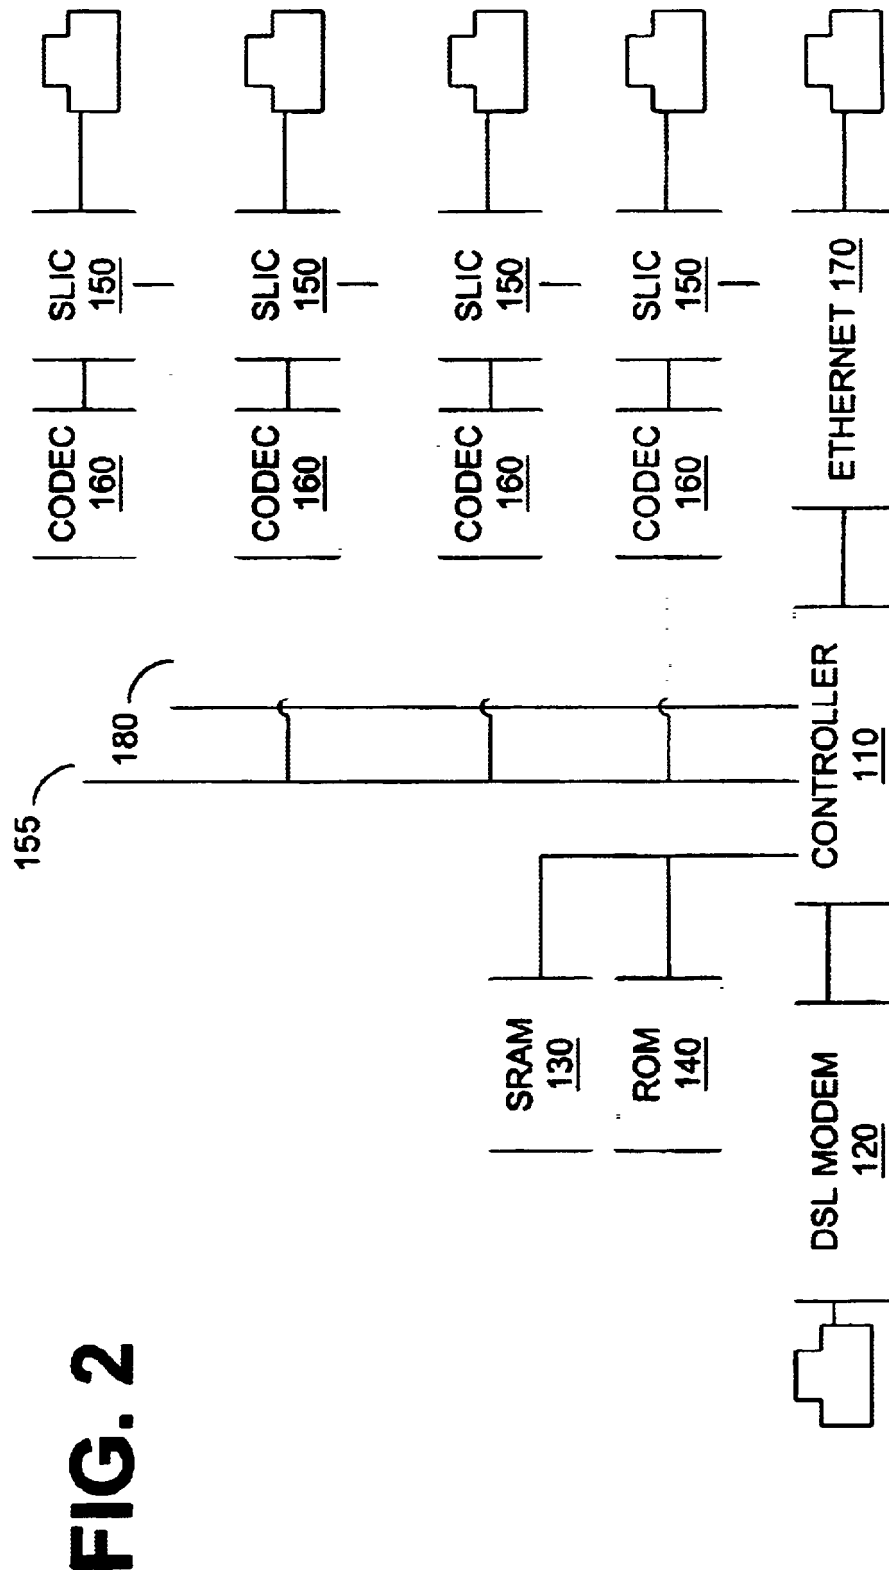 FIG. 2
155
180
SLIC
150
CODEC
160
SLIC
150
CODEC
160
SLIC
150
CODEC
160
SLIC
150
CODEC
160
SRAM
130
ROM
140
DSL MODEM
120
CONTROLLER
110
ETHERNET 170